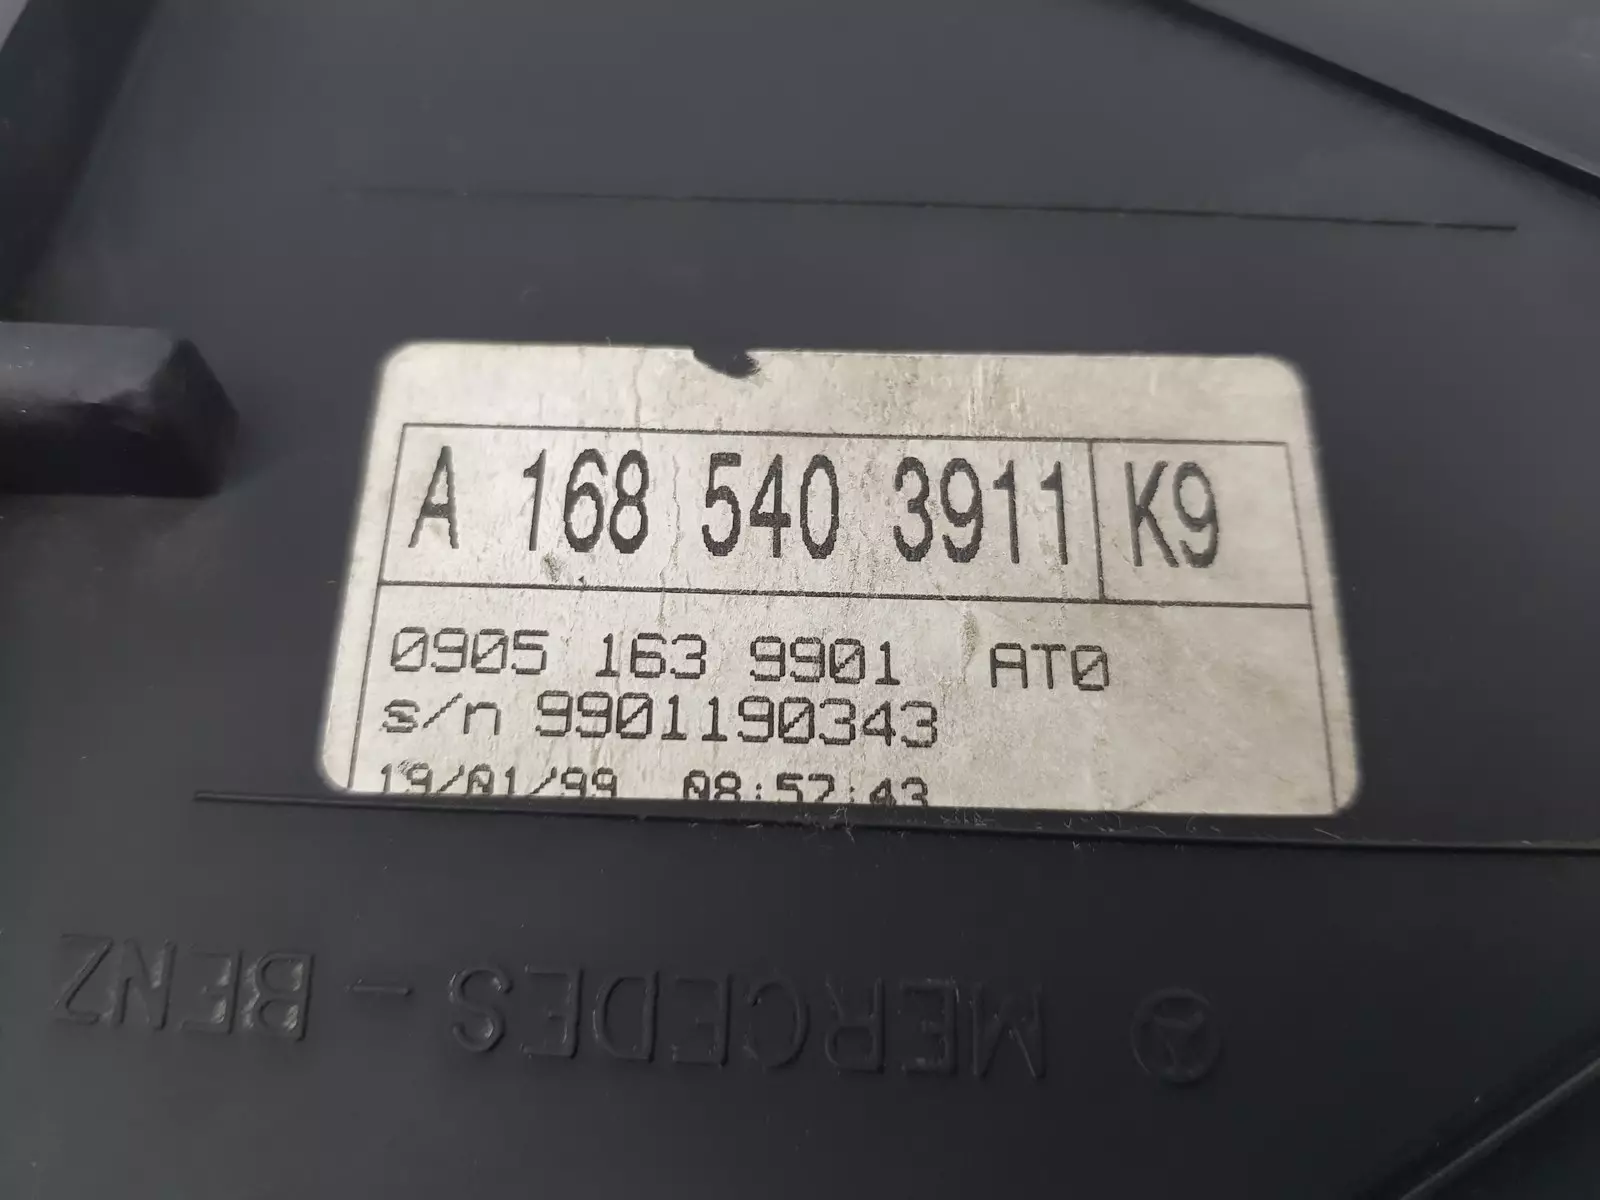 A 168 540 3911 K9
0905 163 9901 AT0
s/n 9901190343
19/01/99 08:57:43
MERCEDES-BENZ